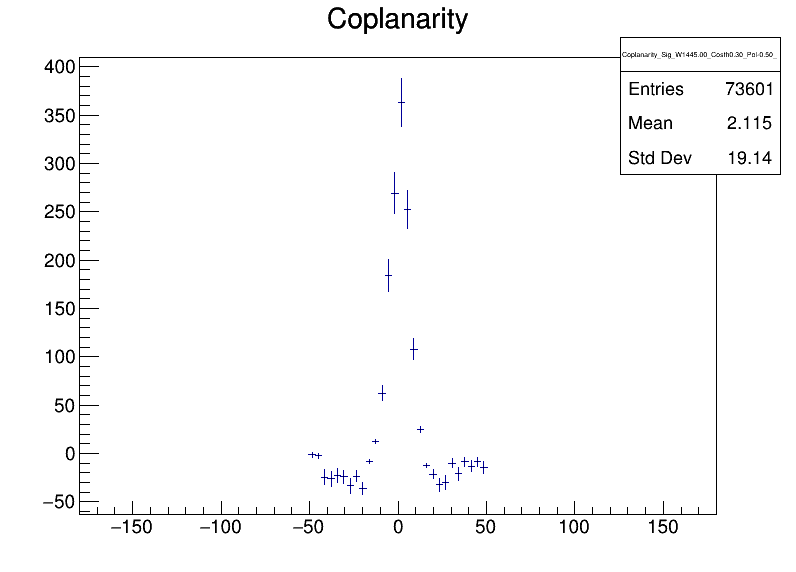 Coplanarity
Coplanarity_Sig_W1445.00_Costh0.30_Pol-0.50_
Entries 73601
Mean 2.115
Std Dev 19.14
400
350
300
250
200
150
100
50
0
−50
−150 −100 −50 0 50 100 150